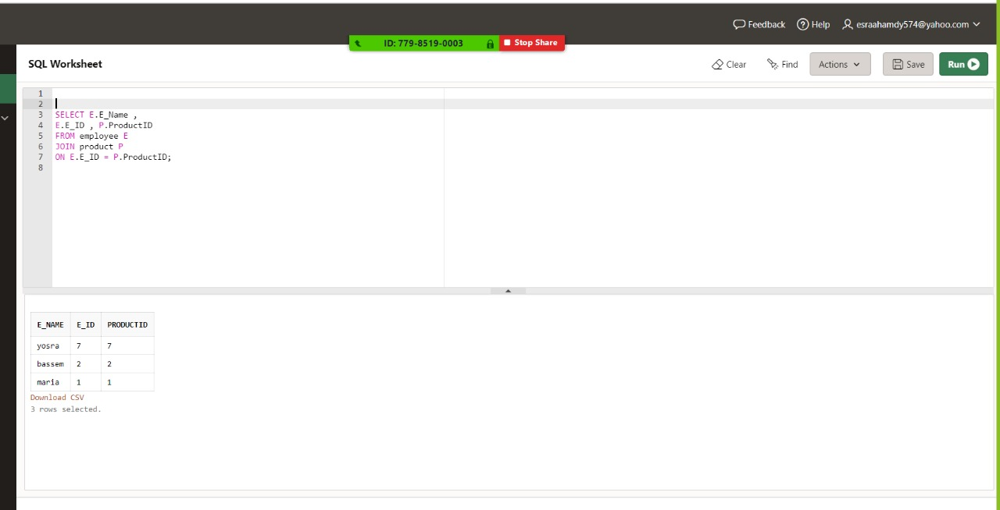 Feedback Help esraahamdy574@yahoo.com
ID: 779-8519-0003 Stop Share
SQL Worksheet Clear Find Actions Save Run
1
2
3 SELECT E.E_Name ,
4 E.E_ID , P.ProductID
5 FROM employee E
6 JOIN product P
7 ON E.E_ID = P.ProductID;
8
E_NAME E_ID PRODUCTID
yosra 7 7
bassem 2 2
maria 1 1
Download CSV
3 rows selected.